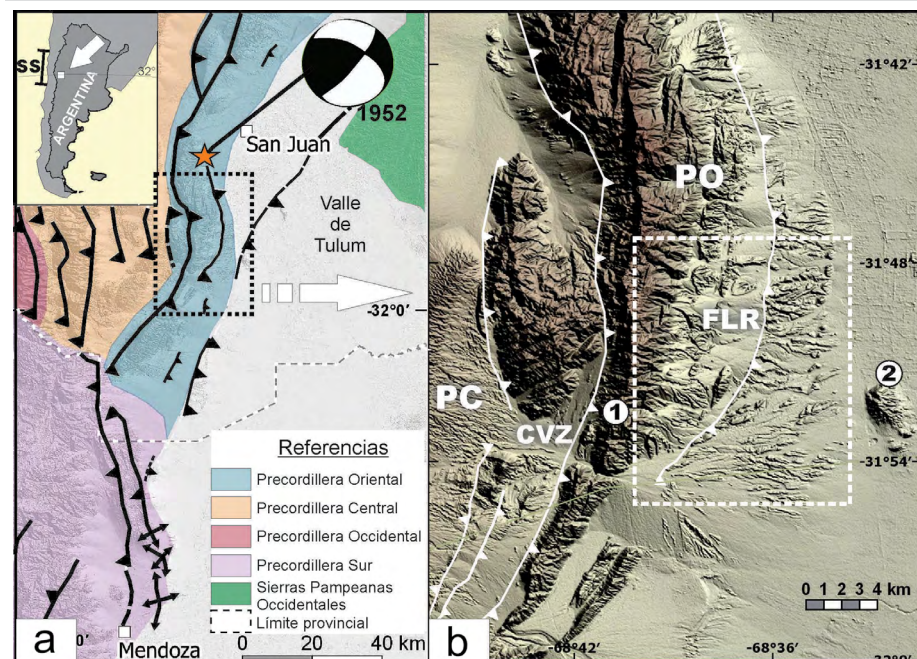 SS
32°
ARGENTINA
1952
San Juan
Valle
de
Tulum
-32°0′
Referencias
Precordillera Oriental
Precordillera Central
Precordillera Occidental
Precordillera Sur
Sierras Pampeanas
Occidentales
Límite provincial
a
Mendoza
0 20 40 km
-31°42′
PO
-31°48′
FLR
PC
1
2
CVZ
-31°54′
0 1 2 3 4 km
b
-68°42′
-68°36′